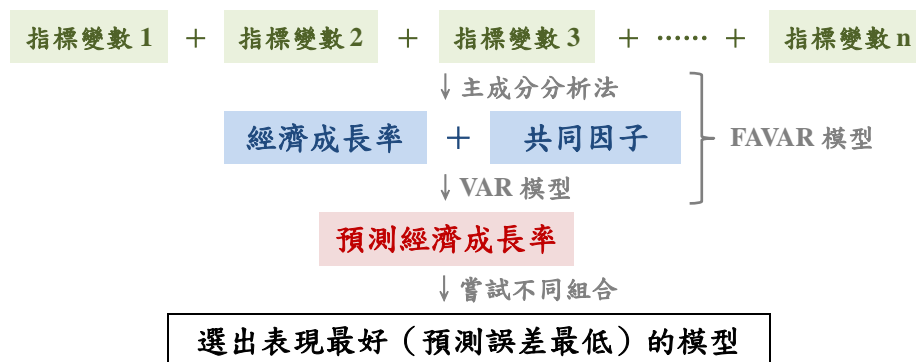 指標變數 1 + 指標變數 2 + 指標變數 3 + ⋯⋯ + 指標變數 n
↓ 主成分分析法
經濟成長率 + 共同因子
FAVAR 模型
↓ VAR 模型
預測經濟成長率
↓ 嘗試不同組合
選出表現最好（預測誤差最低）的模型